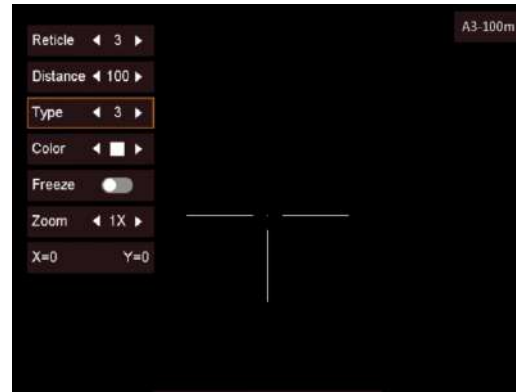 A3-100m
Reticle 3
Distance 100
Type 3
Color
Freeze
Zoom 1X
X=0 Y=0